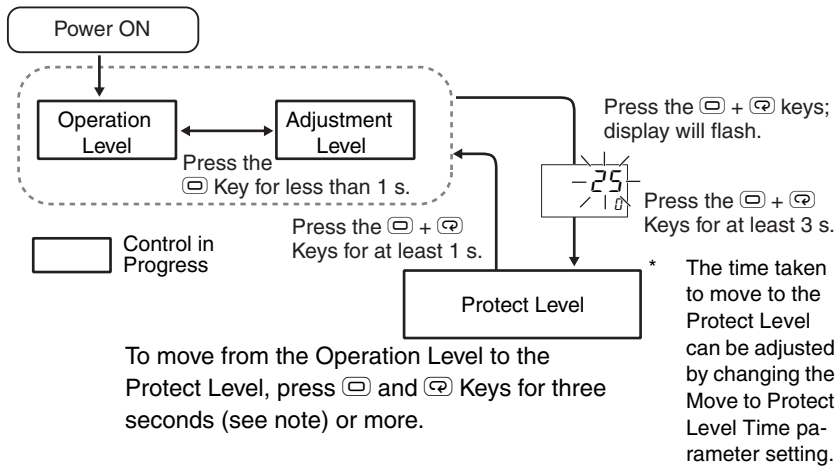 Power ON
Operation
Level
Adjustment
Level
Press the
Key for less than 1 s.
Press the + keys;
display will flash.
25
0
Press the +
Keys for at least 3 s.
Press the +
Keys for at least 1 s.
Control in
Progress
Protect Level
* The time taken
to move to the
Protect Level
can be adjusted
by changing the
Move to Protect
Level Time pa-
rameter setting.
To move from the Operation Level to the
Protect Level, press and Keys for three
seconds (see note) or more.